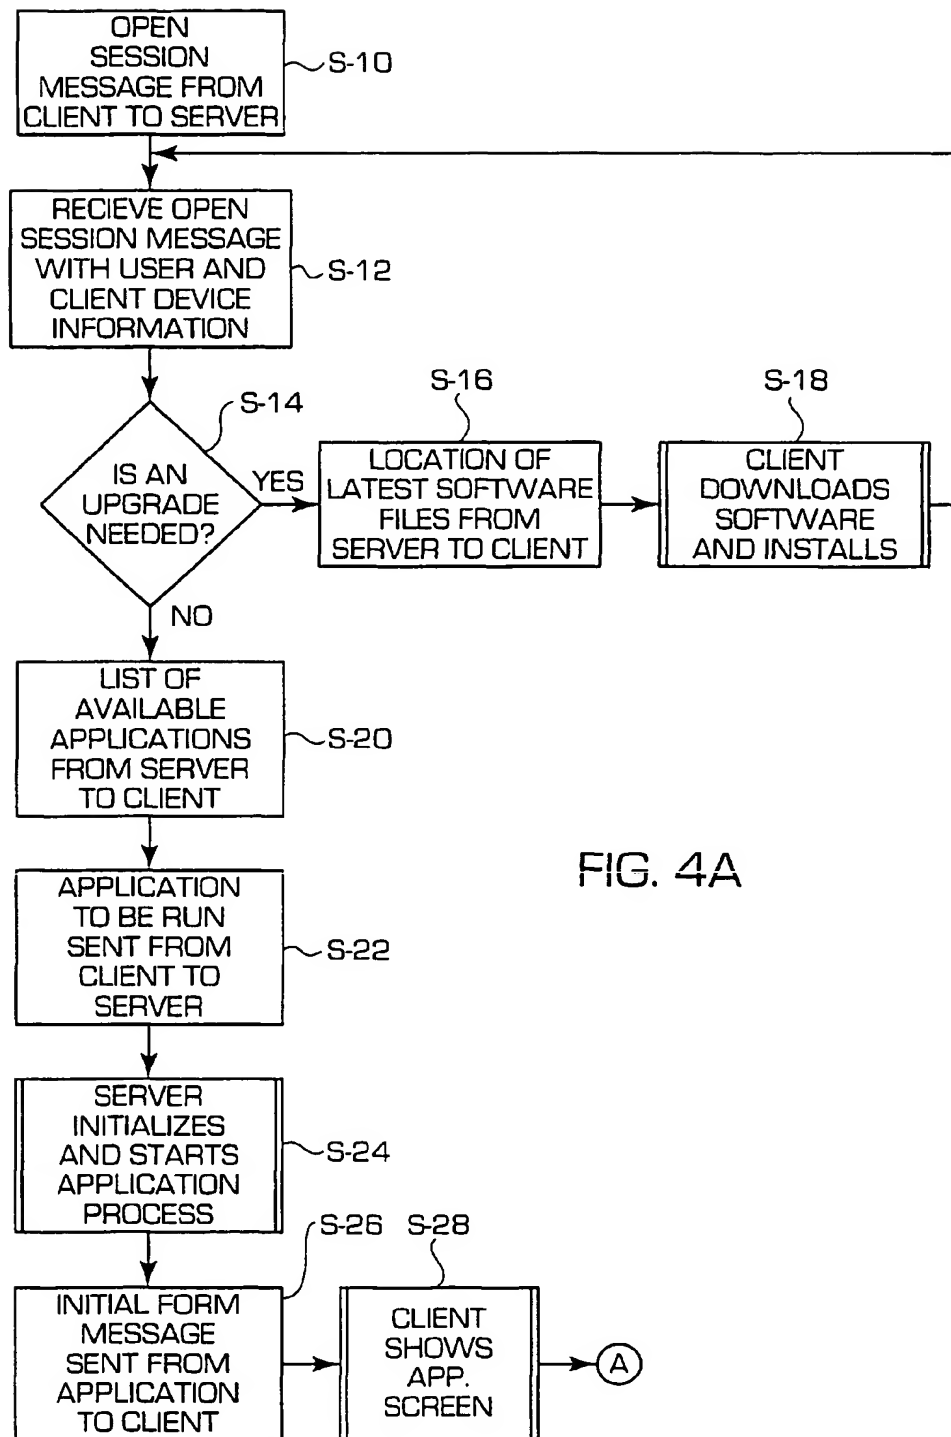 OPEN
SESSION
MESSAGE FROM
CLIENT TO SERVER
S-10
RECIEVE OPEN
SESSION MESSAGE
WITH USER AND
CLIENT DEVICE
INFORMATION
S-12
S-14
IS AN
UPGRADE
NEEDED?
YES
S-16
LOCATION OF
LATEST SOFTWARE
FILES FROM
SERVER TO CLIENT
S-18
CLIENT
DOWNLOADS
SOFTWARE
AND INSTALLS
NO
LIST OF
AVAILABLE
APPLICATIONS
FROM SERVER
TO CLIENT
S-20
APPLICATION
TO BE RUN
SENT FROM
CLIENT TO
SERVER
S-22
FIG. 4A
SERVER
INITIALIZES
AND STARTS
APPLICATION
PROCESS
S-24
S-26
INITIAL FORM
MESSAGE
SENT FROM
APPLICATION
TO CLIENT
S-28
CLIENT
SHOWS
APP.
SCREEN
A